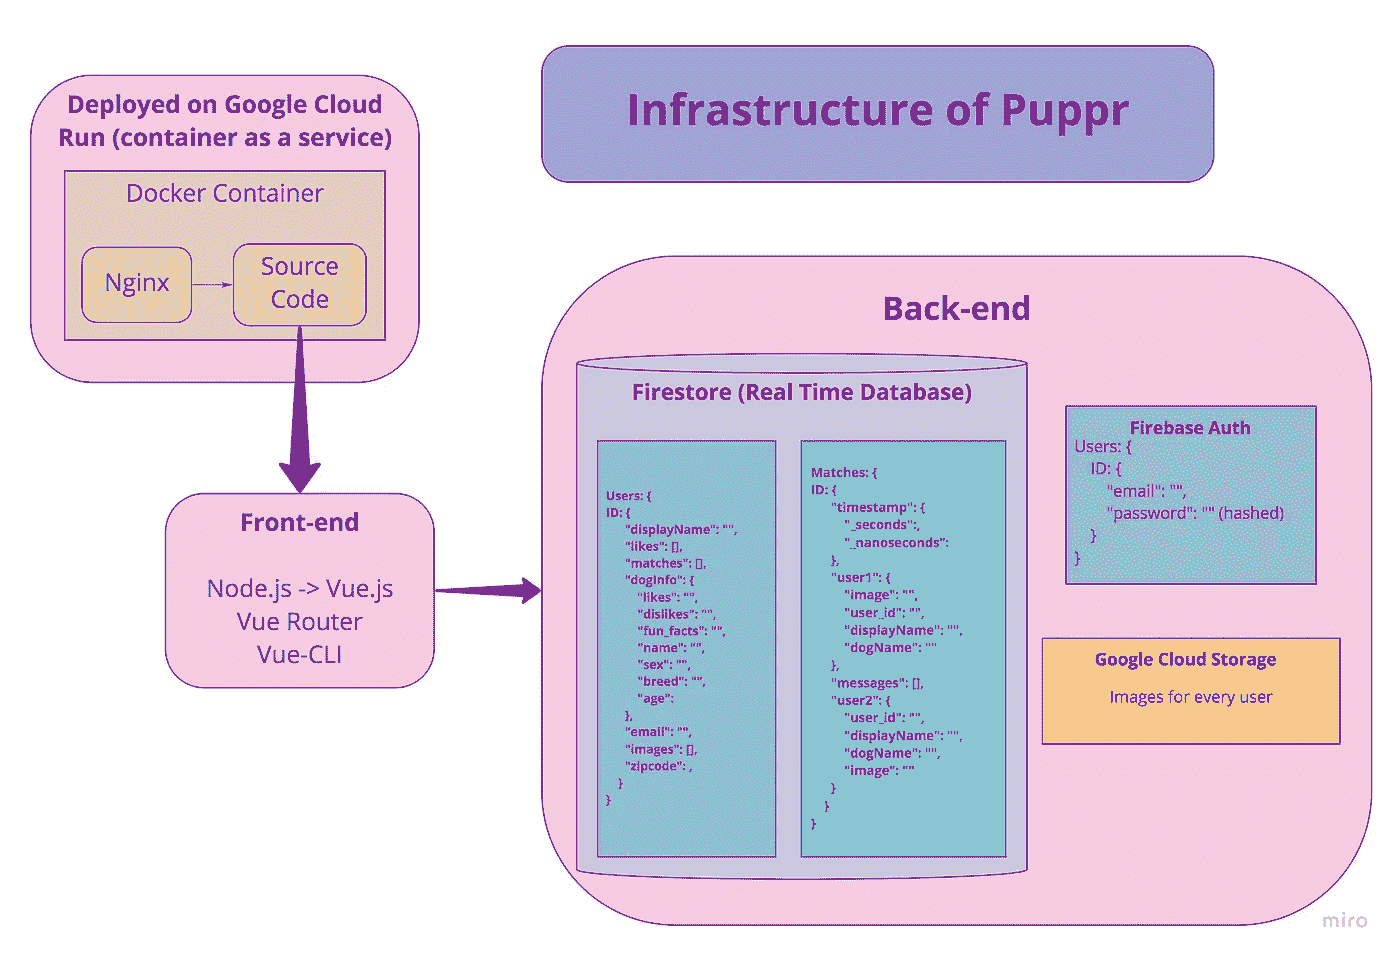 Infrastructure of Puppr
Deployed on Google Cloud
Run (container as a service)
Docker Container
Nginx
Source
Code
Front-end
Node.js -> Vue.js
Vue Router
Vue-CLI
Back-end
Firestore (Real Time Database)
Users: {
ID: {
"displayName": "",
"likes": [],
"matches": [],
"dogInfo": {
"likes": "",
"dislikes": "",
"fun_facts": "",
"name": "",
"sex": "",
"breed": "",
"age":
},
"email": "",
"images": [],
"zipcode": ,
}
}
Matches: {
ID: {
"timestamp": {
"_seconds":,
"_nanoseconds":
},
"user1": {
"image": "",
"user_id": "",
"displayName": "",
"dogName": ""
},
"messages": [],
"user2": {
"user_id": "",
"displayName": "",
"dogName": "",
"image": ""
}
}
}
Firebase Auth
Users: {
ID: {
"email": "",
"password": "" (hashed)
}
}
Google Cloud Storage
Images for every user
miro